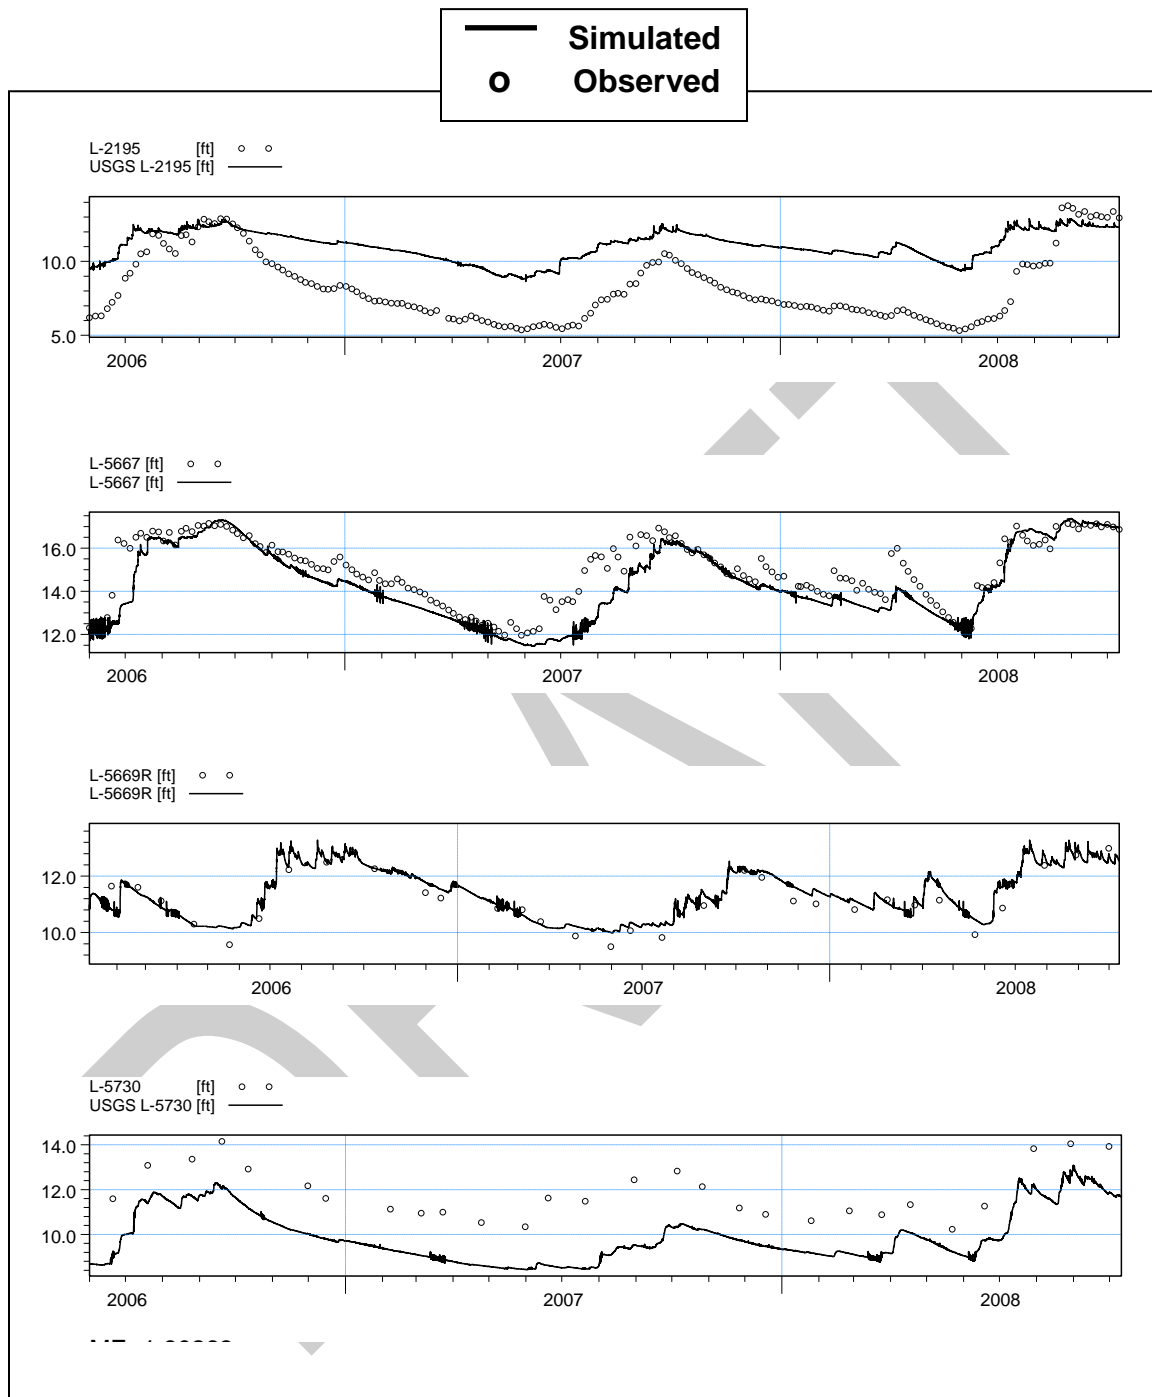 Simulated
o Observed
L-2195 [ft]
USGS L-2195 [ft]
10.0
5.0
2006 2007 2008
L-5667 [ft]
L-5667 [ft]
16.0
14.0
12.0
2006 2007 2008
L-5669R [ft]
L-5669R [ft]
12.0
10.0
2006 2007 2008
L-5730 [ft]
USGS L-5730 [ft]
14.0
12.0
10.0
2006 2007 2008